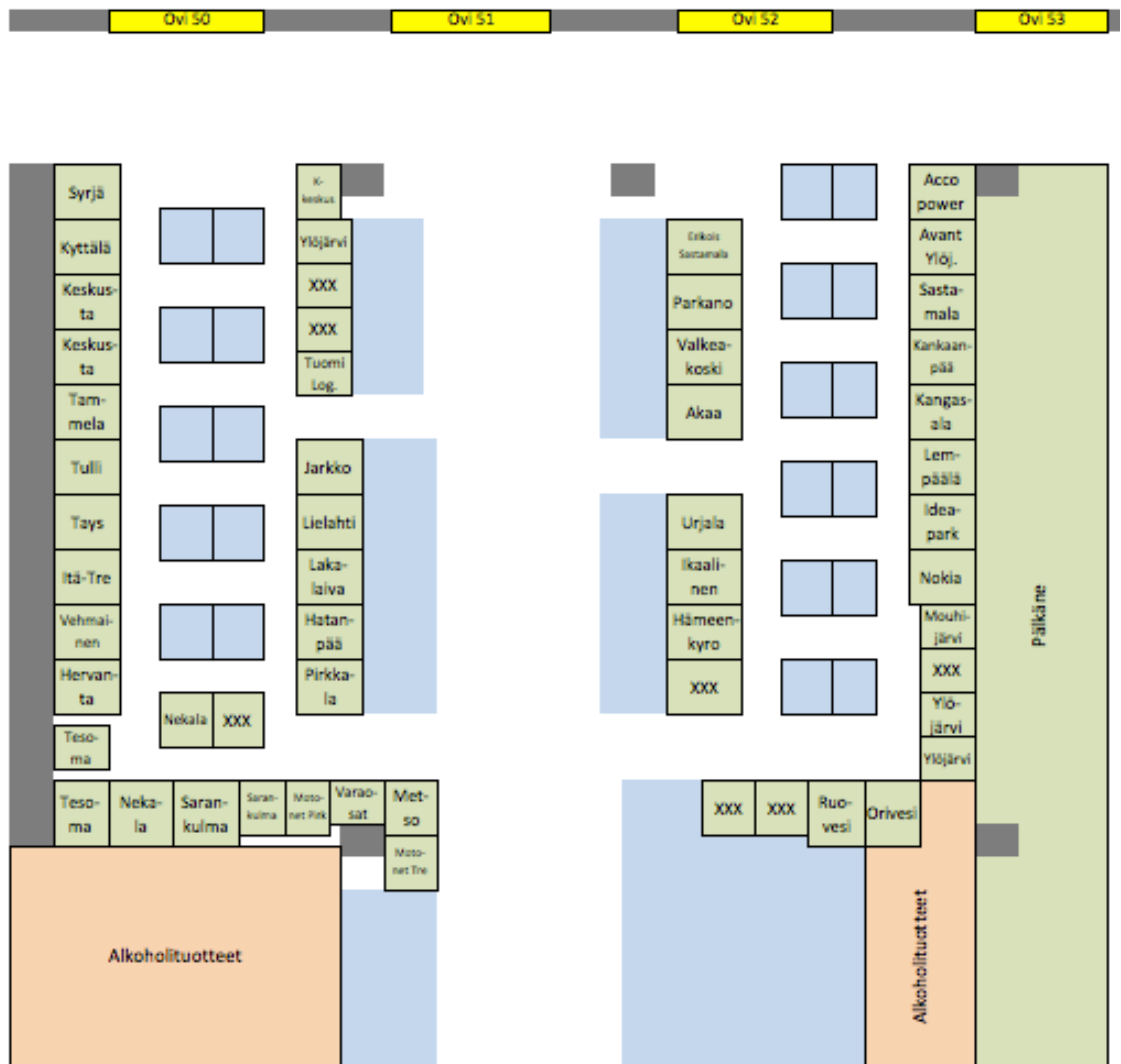 Ovi 50
Ovi 51
Ovi 52
Ovi 53
Syrjä
Kyttälä
Keskus-
ta
Keskus-
ta
Tam-
mela
Tulli
Tays
Itä-Tre
Vehmai-
nen
Hervan-
ta
Teso-
ma
Nekala
XXX
K-
keskus
Ylöjärvi
XXX
XXX
Tuomi
Log.
Jarkko
Lielahti
Laka-
laiva
Hatan-
pää
Pirkka-
la
Teso-
ma
Neka-
la
Saran-
kulma
Saran-
kulma
Moto-
net Pirk
Varao-
sat
Met-
so
Moto-
net Tre
Alkoholituotteet
Erikois
Sastamala
Parkano
Valkea-
koski
Akaa
Urjala
Ikaali-
nen
Hämeen-
kyro
XXX
Acco
power
Avant
Ylöj.
Sasta-
mala
Kankaan-
pää
Kangas-
ala
Lem-
päälä
Idea-
park
Nokia
Mouhi-
järvi
XXX
Ylö-
järvi
Ylöjärvi
XXX
XXX
Ruo-
vesi
Orivesi
Alkoholituotteet
Pälkäne